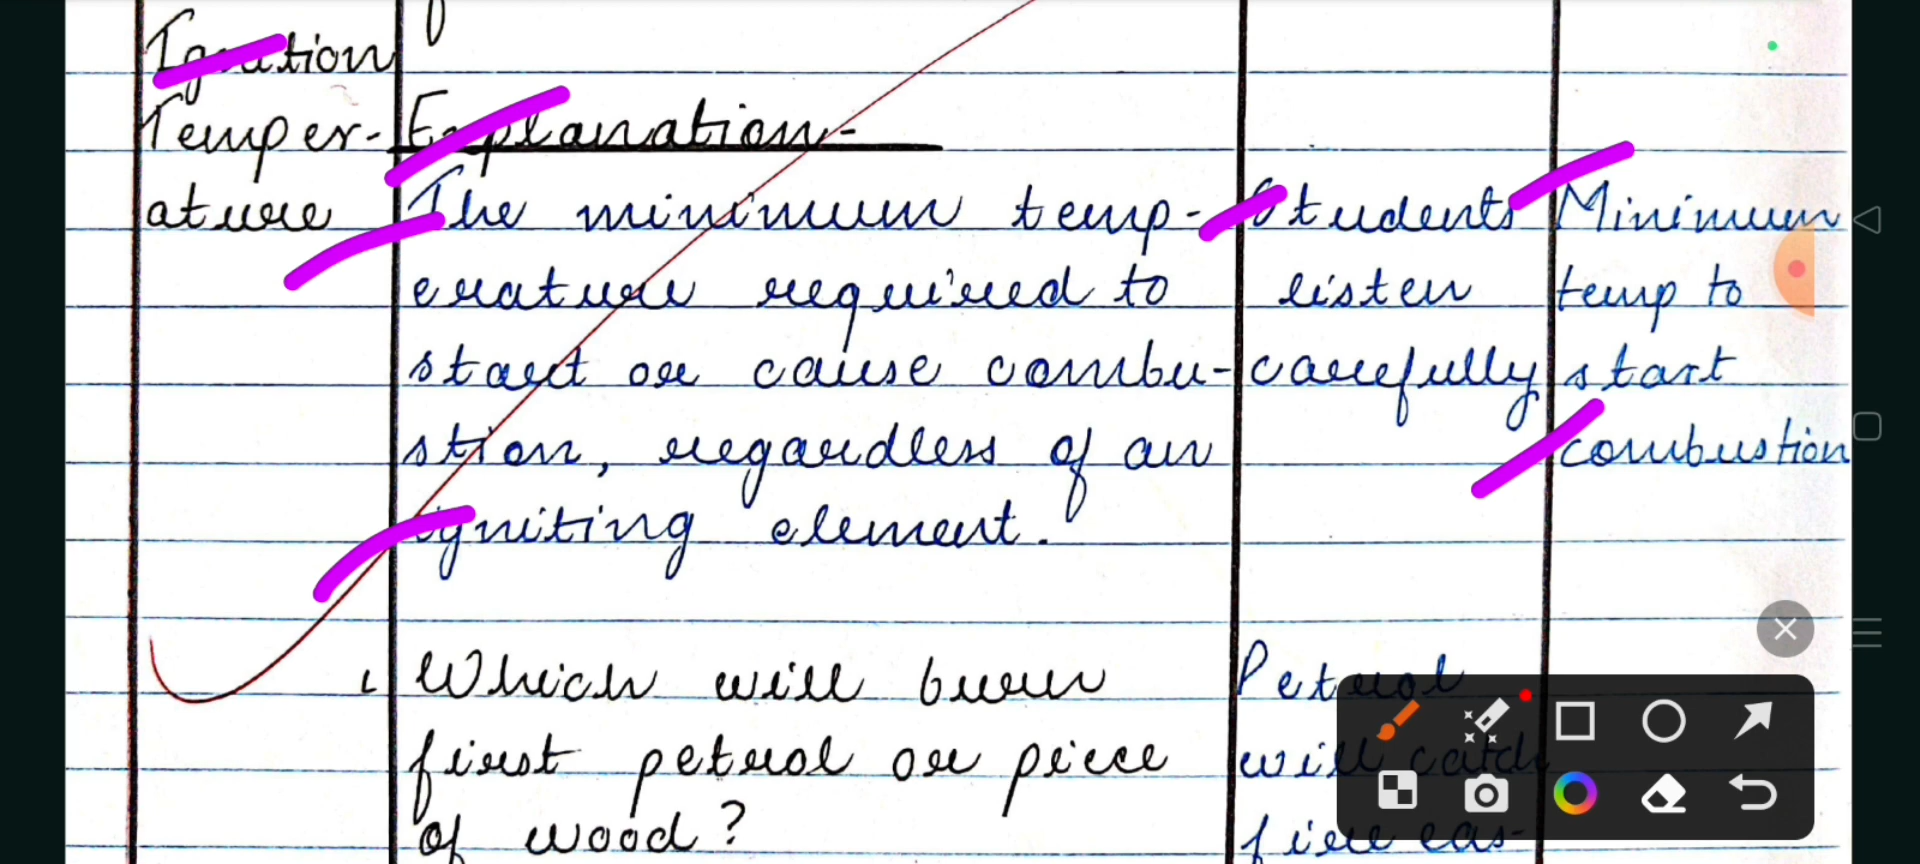 Ignition
Temper- Explanation-
ature The minimum temp- Students Minimum
erature required to listen temp to
start or cause combu- carefully start
stion, regardless of an combustion
igniting element.
Which will burn Petrol
first petrol or piece will catch
of wood? fire eas-